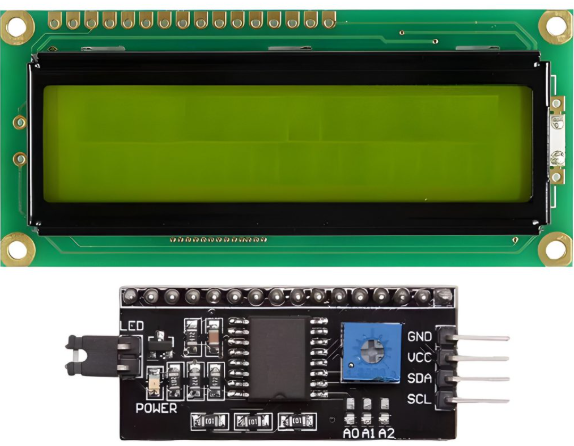 LED
GND
VCC
SDA
SCL
POWER
A0 A1 A2